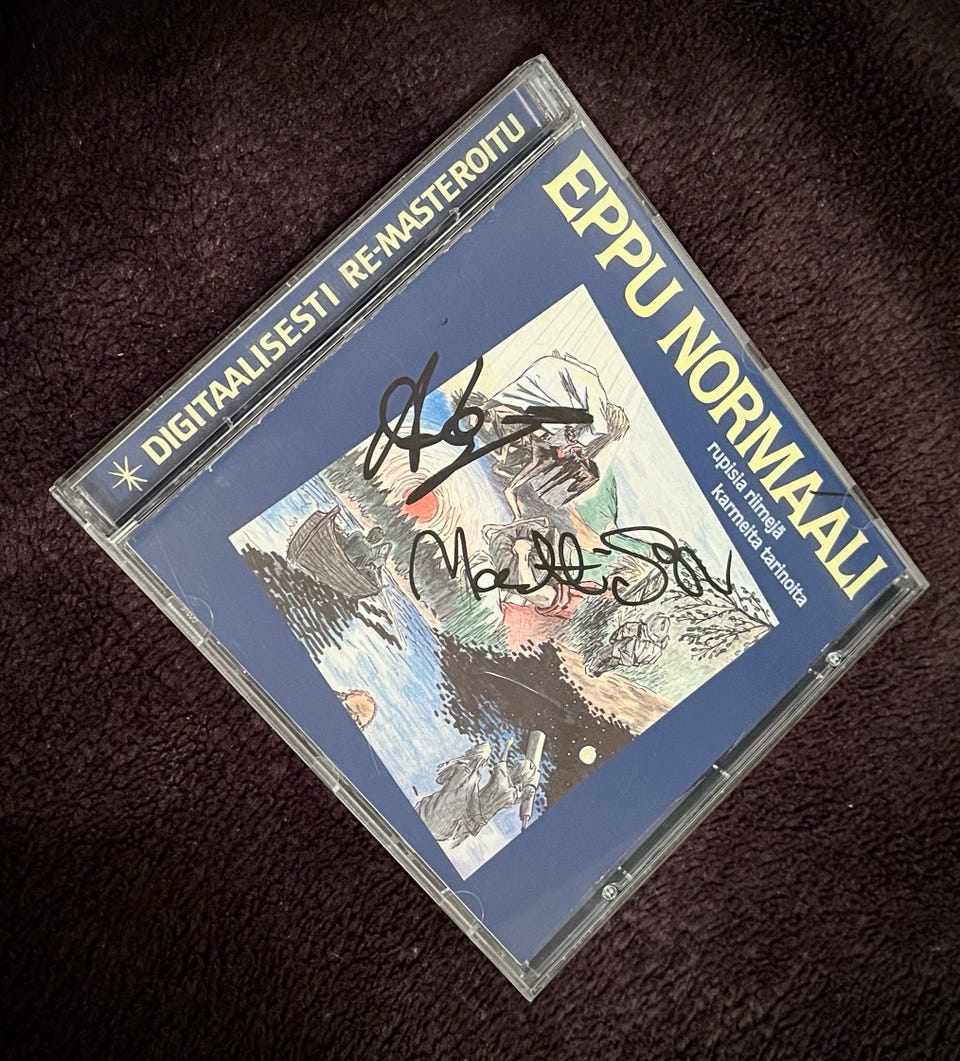 * DIGITAALISESTI RE-MASTEROITU
EPPU NORMAALI
rupisia riimejä
karmeita tarinoita